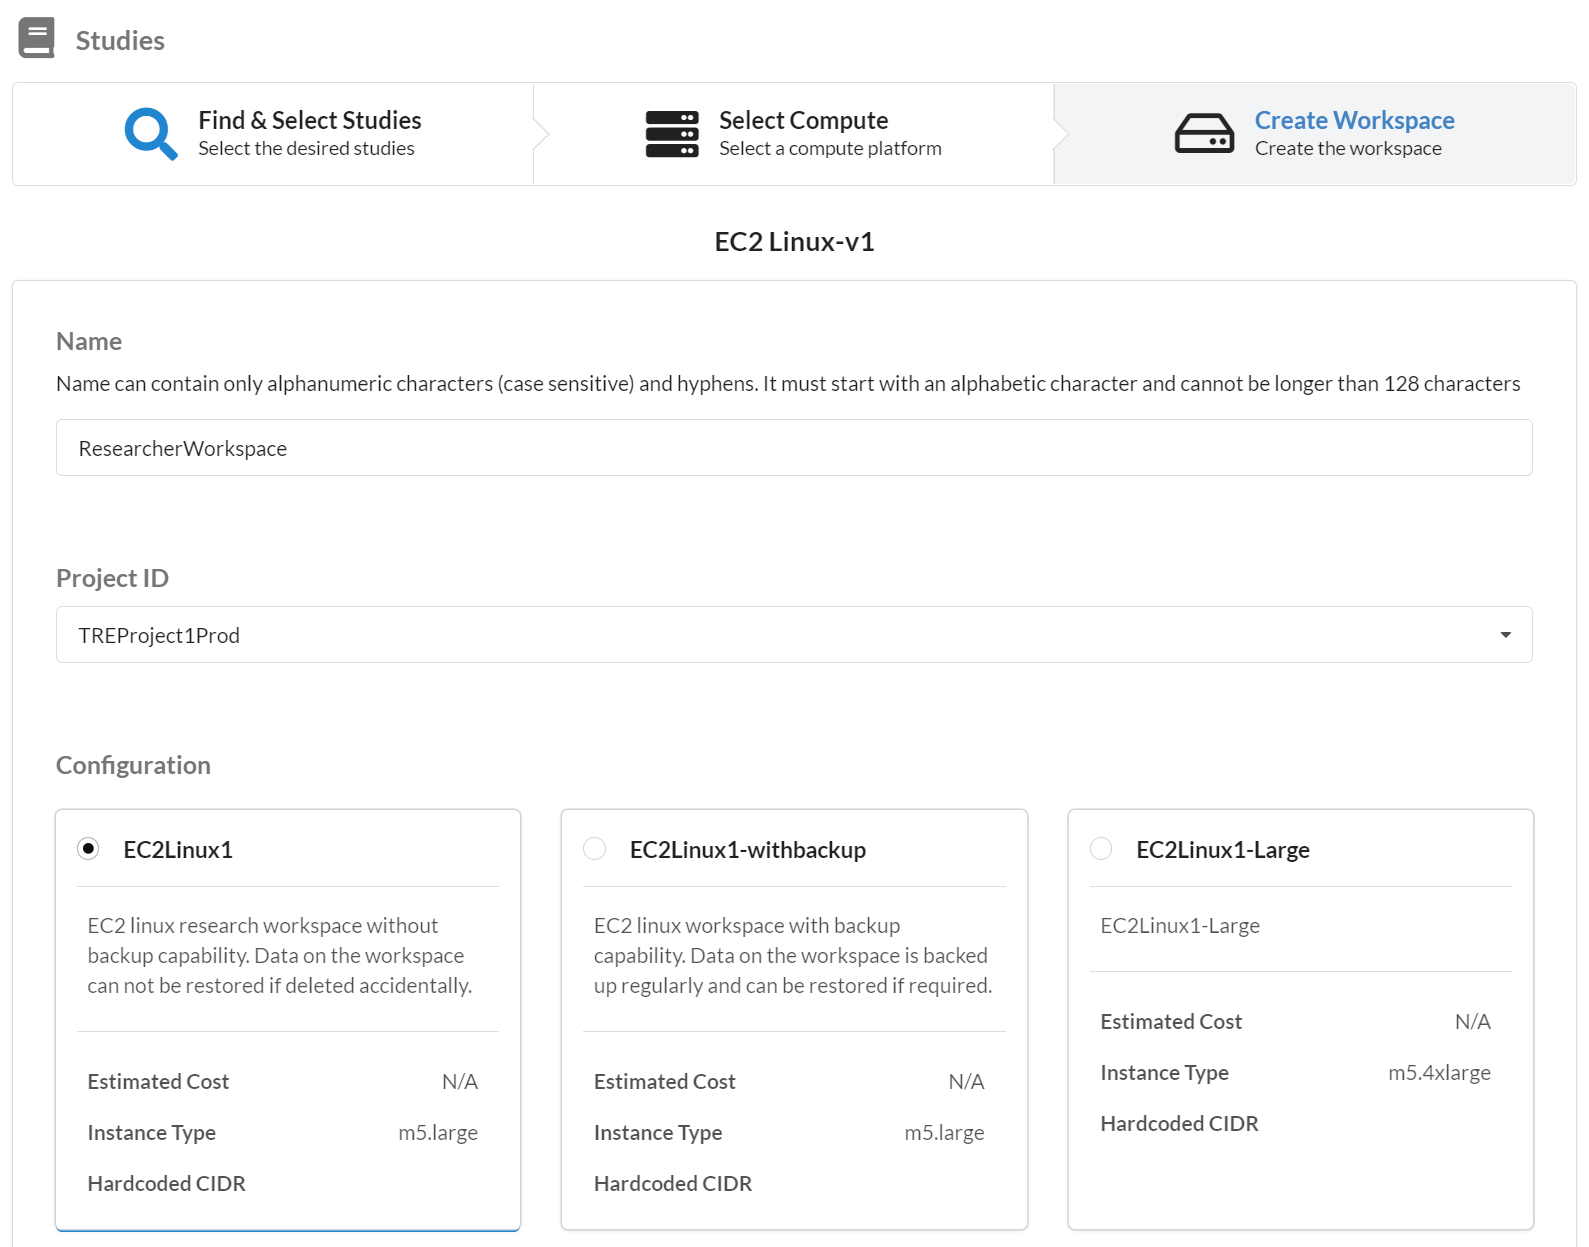 Studies
Find & Select Studies
Select the desired studies
Select Compute
Select a compute platform
Create Workspace
Create the workspace
EC2 Linux-v1
Name
Name can contain only alphanumeric characters (case sensitive) and hyphens. It must start with an alphabetic character and cannot be longer than 128 characters
ResearcherWorkspace
Project ID
TREProject1Prod
Configuration
EC2Linux1
EC2 linux research workspace without
backup capability. Data on the workspace
can not be restored if deleted accidentally.
Estimated Cost N/A
Instance Type m5.large
Hardcoded CIDR
EC2Linux1-withbackup
EC2 linux workspace with backup
capability. Data on the workspace is backed
up regularly and can be restored if required.
Estimated Cost N/A
Instance Type m5.large
Hardcoded CIDR
EC2Linux1-Large
EC2Linux1-Large
Estimated Cost N/A
Instance Type m5.4xlarge
Hardcoded CIDR